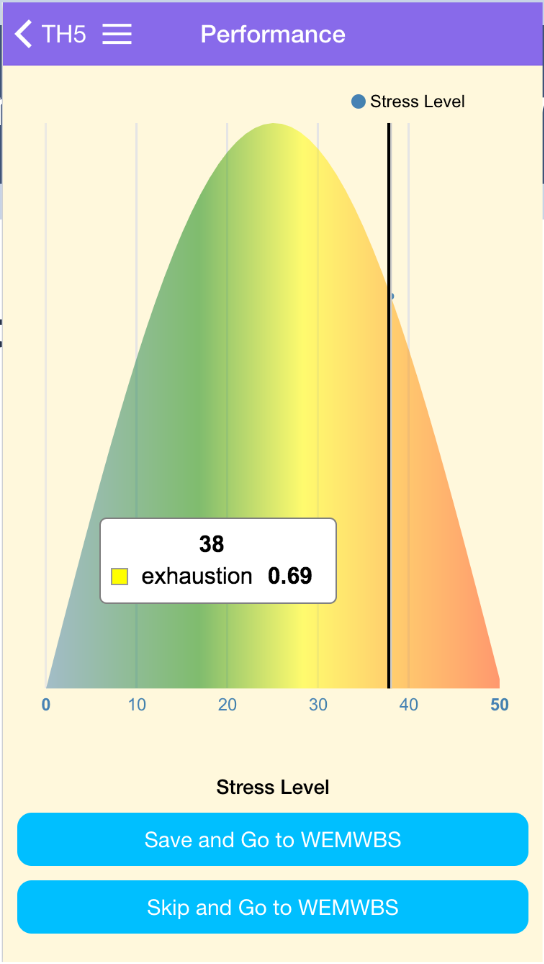 TH5 Performance
Stress Level
38
exhaustion 0.69
0 10 20 30 40 50
Stress Level
Save and Go to WEMWBS
Skip and Go to WEMWBS